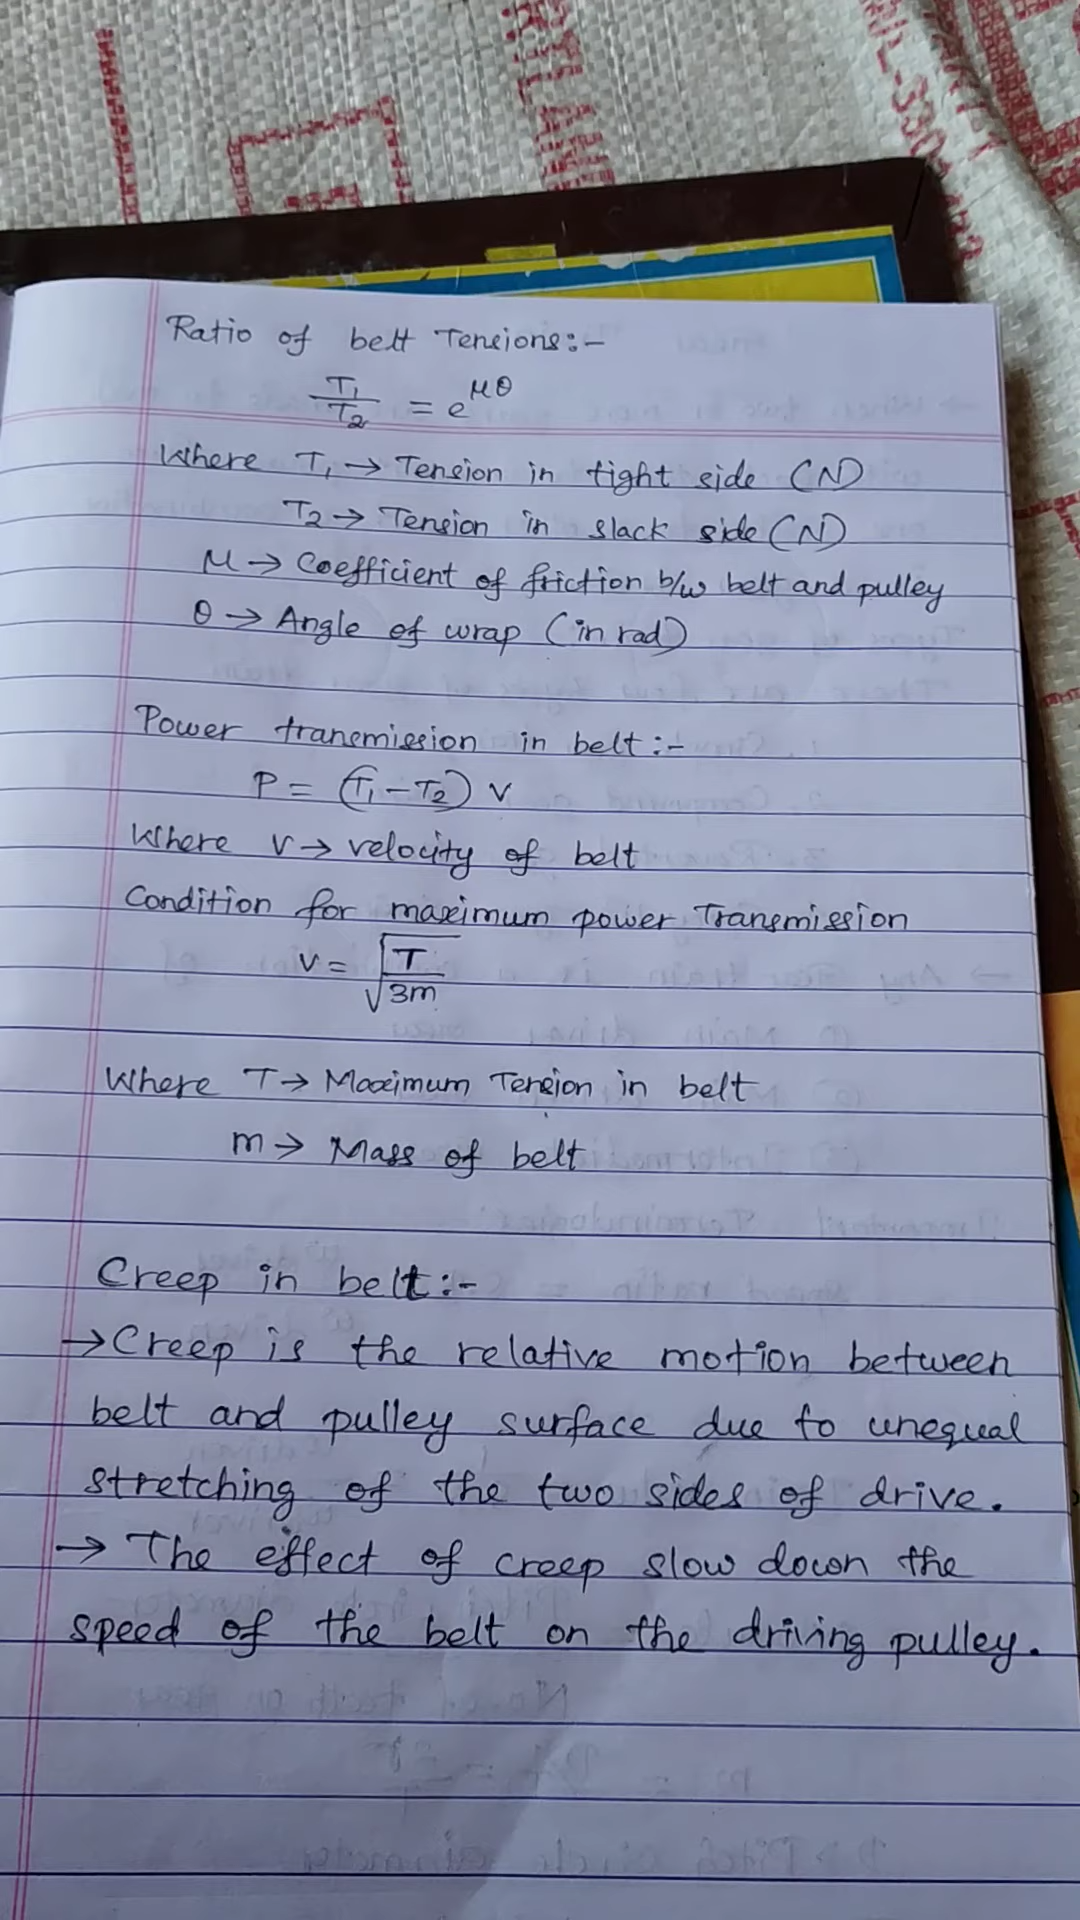 Ratio of belt Tensions:-
T1/T2 = e^μθ
Where T1 → Tension in tight side (N)
T2 → Tension in slack side (N)
μ → Coefficient of friction b/w belt and pulley
θ → Angle of wrap (in rad)
Power transmission in belt :-
P = (T1 - T2) v
Where v → velocity of belt
Condition for maximum power Transmission
v = √(T/3m)
Where T → Maximum Tension in belt
m → Mass of belt
Creep in belt :-
→ Creep is the relative motion between
belt and pulley surface due to unequal
stretching of the two sides of drive.
→ The effect of creep slow down the
speed of the belt on the driving pulley.